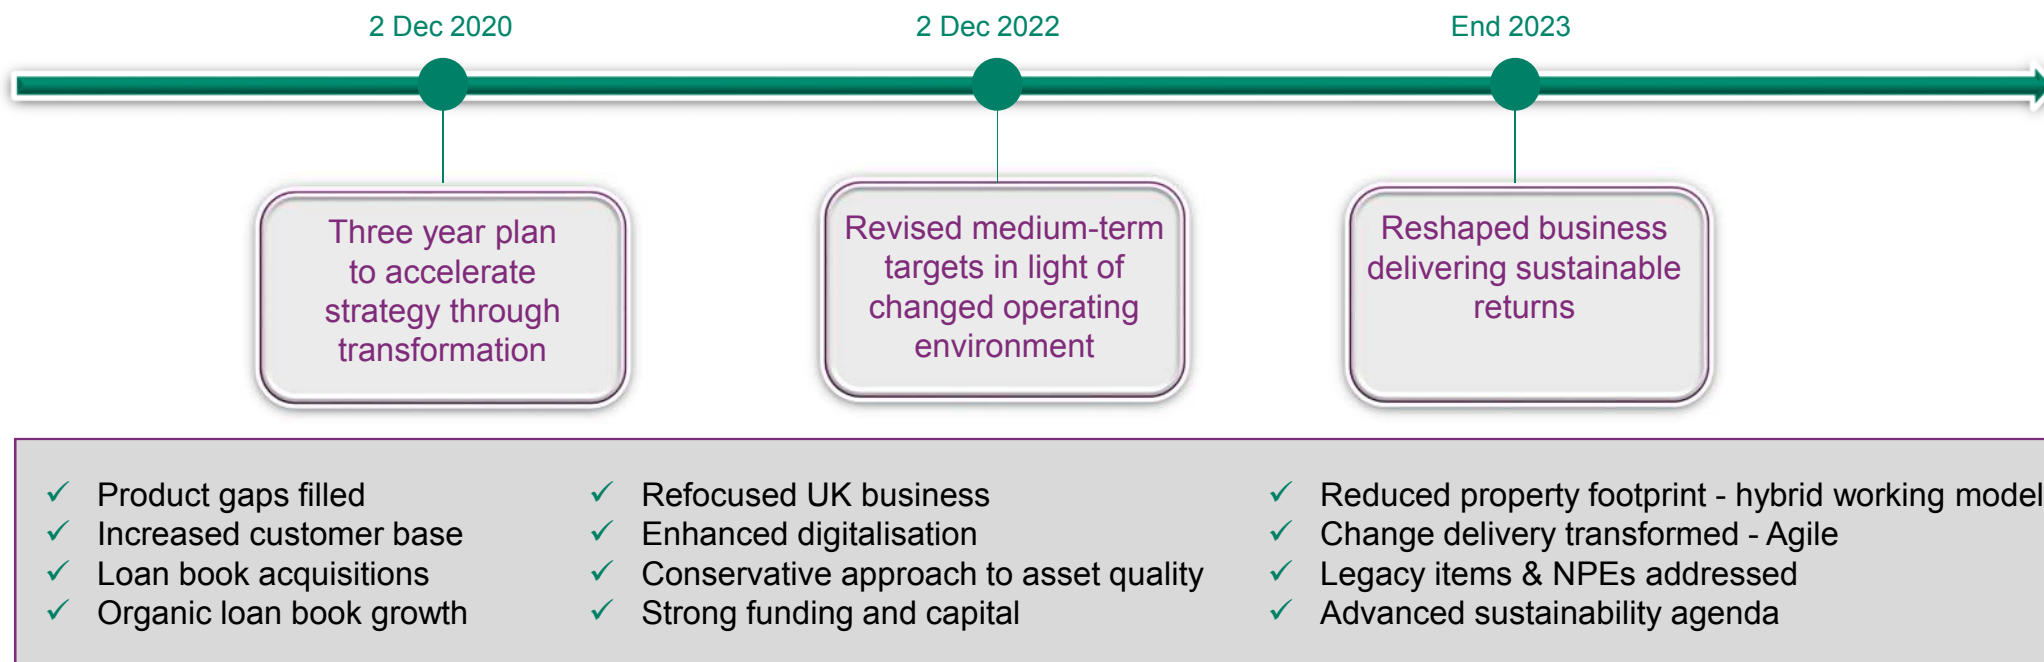 2 Dec 2020
2 Dec 2022
End 2023
Three year plan
to accelerate
strategy through
transformation
Revised medium-term
targets in light of
changed operating
environment
Reshaped business
delivering sustainable
returns
✓ Product gaps filled
✓ Increased customer base
✓ Loan book acquisitions
✓ Organic loan book growth
✓ Refocused UK business
✓ Enhanced digitalisation
✓ Conservative approach to asset quality
✓ Strong funding and capital
✓ Reduced property footprint - hybrid working model
✓ Change delivery transformed - Agile
✓ Legacy items & NPEs addressed
✓ Advanced sustainability agenda